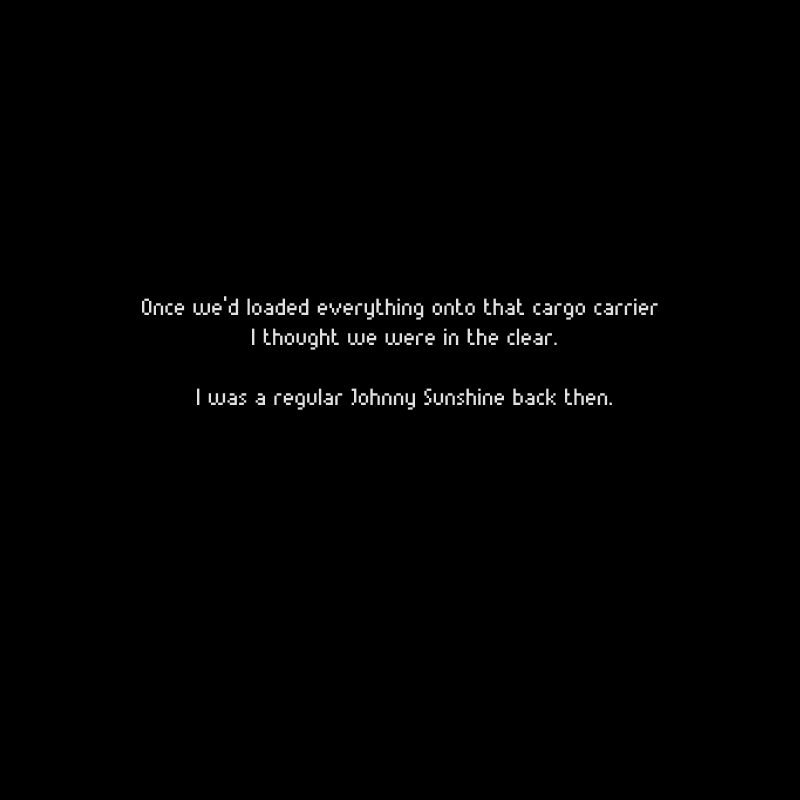 Once we'd loaded everything onto that cargo carrier
I thought we were in the clear.
I was a regular Johnny Sunshine back then.